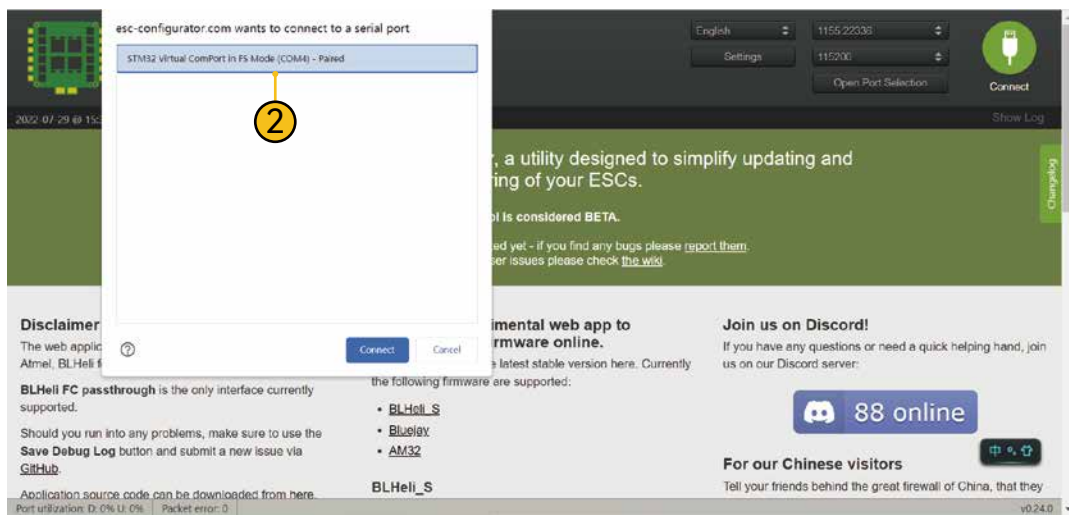 esc-configurator.com wants to connect to a serial port
STM32 Virtual ComPort in FS Mode (COM4) - Paired
2
Connect
Cancel
English
1155:22336
Settings
115200
Open Port Selection
Connect
2022-07-29 @ 15:
Show Log
Changelog
, a utility designed to simplify updating and
ring of your ESCs.
ol is considered BETA.
ed yet - if you find any bugs please report them.
ser issues please check the wiki.
Disclaimer
The web applic
Atmel, BLHeli f
BLHeli FC passthrough is the only interface currently
supported.
Should you run into any problems, make sure to use the
Save Debug Log button and submit a new issue via
GitHub.
Application source code can be downloaded from here.
imental web app to
rmware online.
e latest stable version here. Currently
the following firmware are supported:
• BLHeli_S
• Bluejay
• AM32
BLHeli_S
Join us on Discord!
If you have any questions or need a quick helping hand, join
us on our Discord server:
88 online
中
For our Chinese visitors
Tell your friends behind the great firewall of China, that they
Port utilization: D: 0% U: 0%
Packet error: 0
v0.24.0